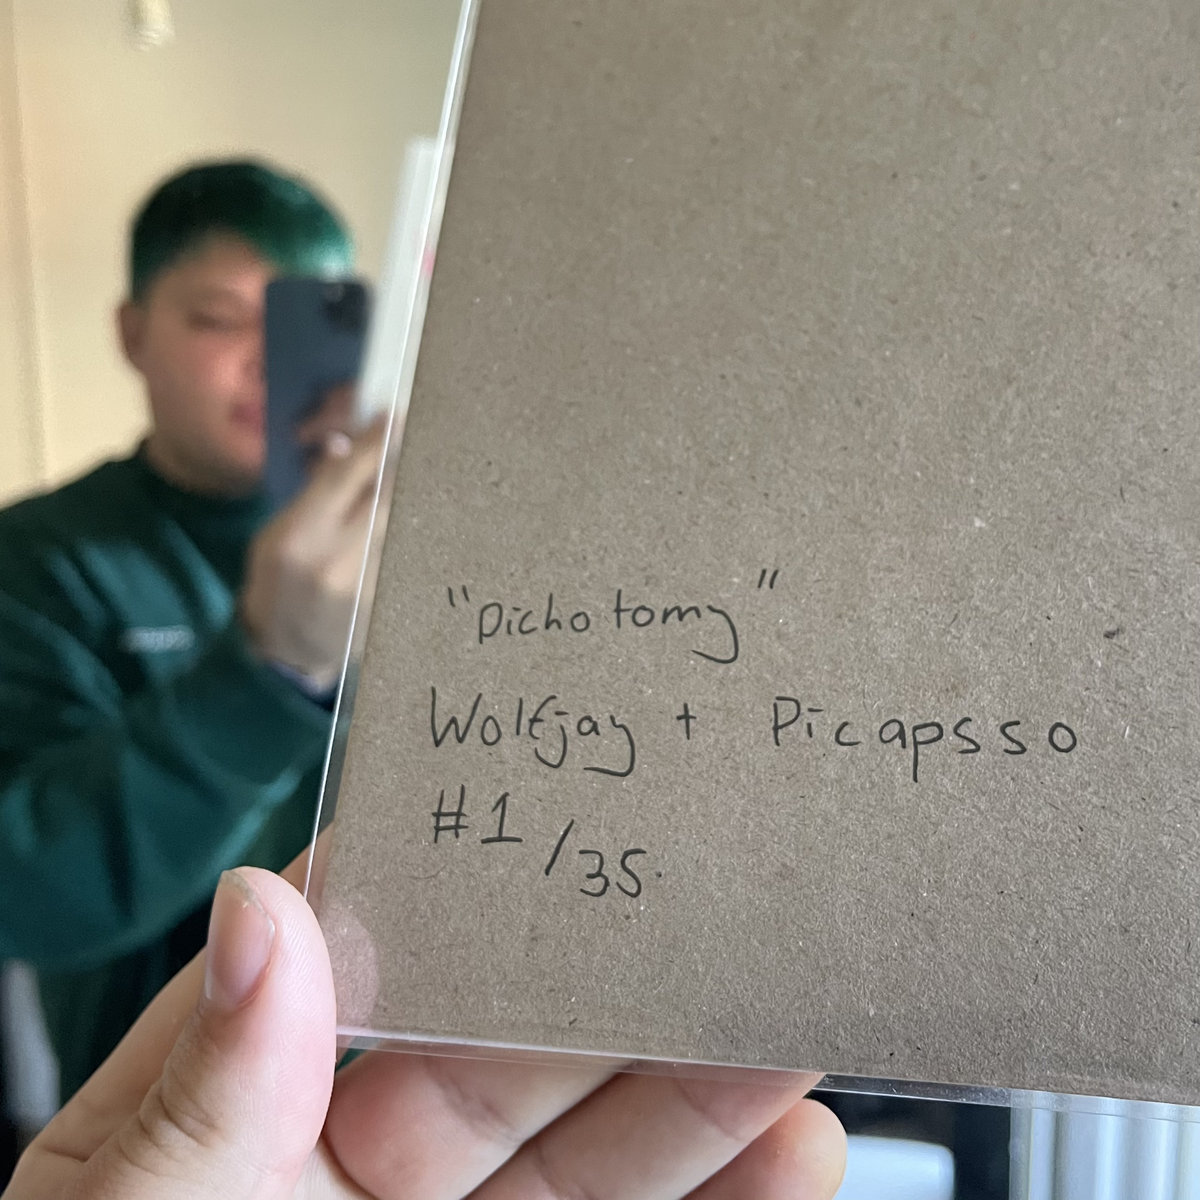 "Dichotomy"
Wolfjay + Picapsso
#1/35